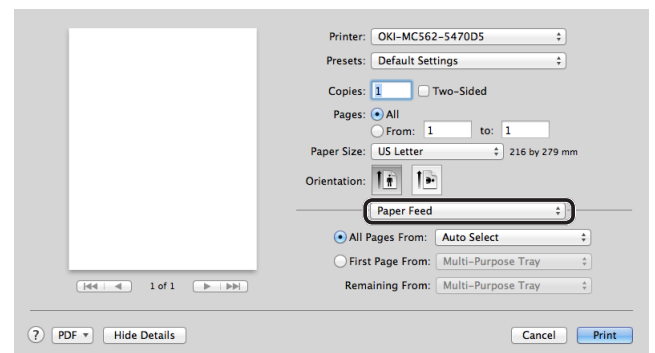 Printer: OKI-MC562-5470D5
Presets: Default Settings
Copies: 1 Two-Sided
Pages: All
From: 1 to: 1
Paper Size: US Letter 216 by 279 mm
Orientation:
Paper Feed
All Pages From: Auto Select
First Page From: Multi-Purpose Tray
Remaining From: Multi-Purpose Tray
1 of 1
? PDF Hide Details Cancel Print